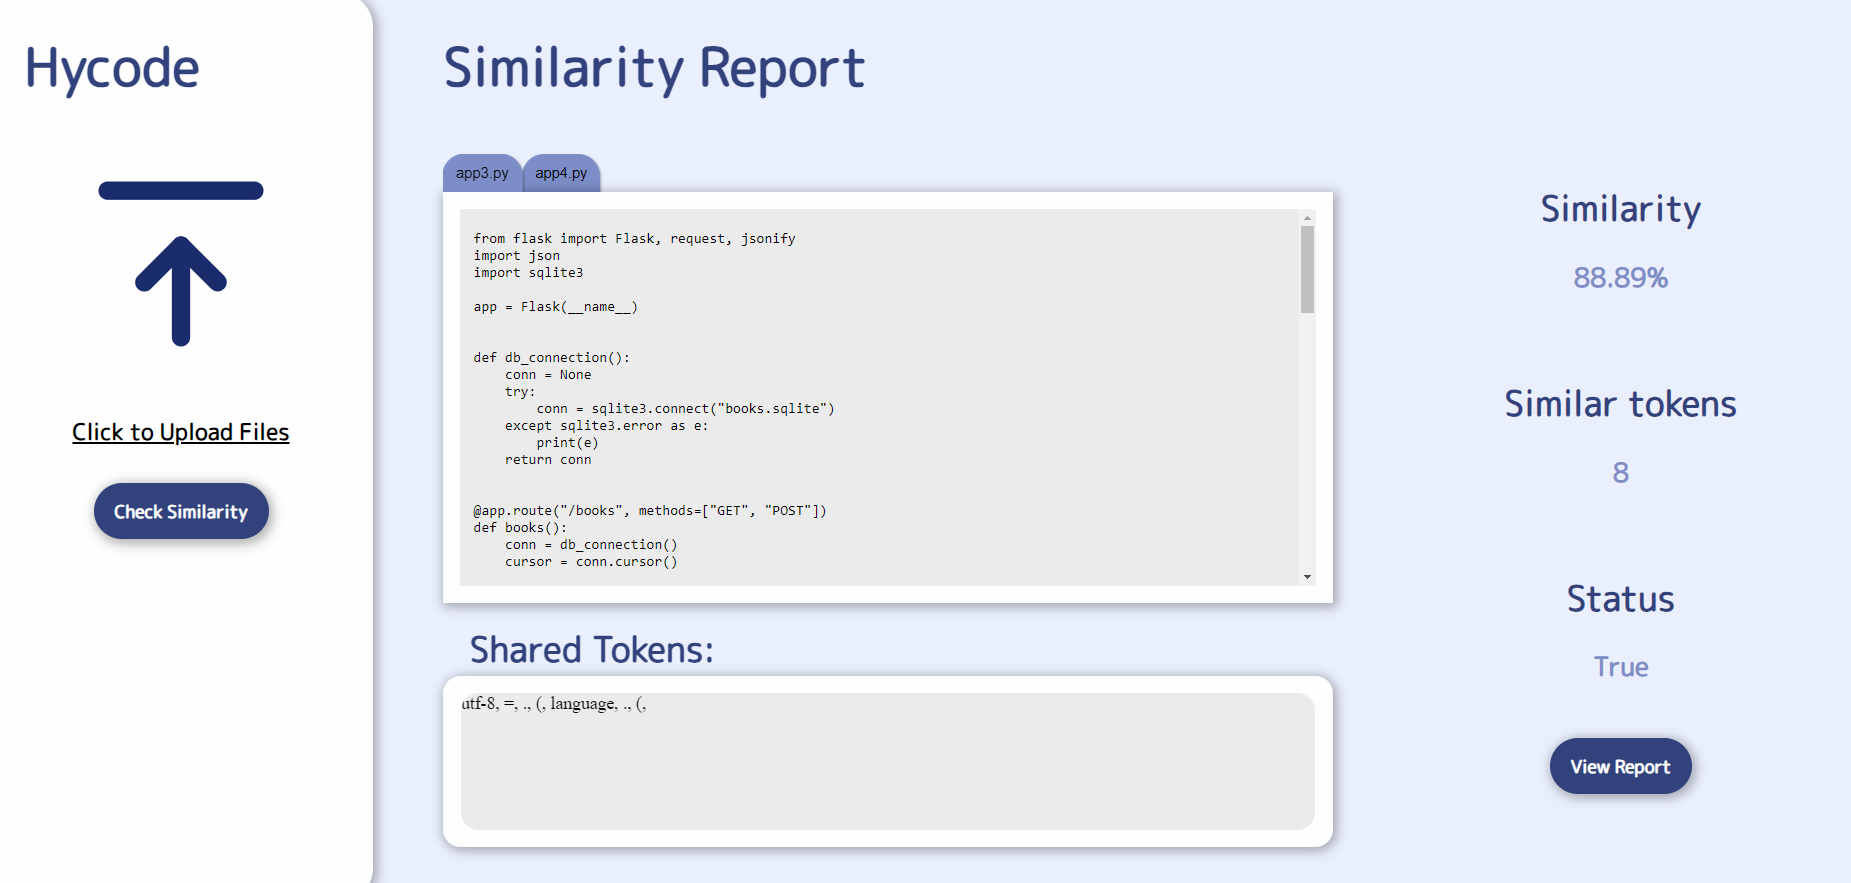 Hycode
Click to Upload Files
Check Similarity
Similarity Report
app3.py
app4.py
from flask import Flask, request, jsonify
import json
import sqlite3
app = Flask(__name__)
def db_connection():
    conn = None
    try:
        conn = sqlite3.connect("books.sqlite")
    except sqlite3.error as e:
        print(e)
    return conn
@app.route("/books", methods=["GET", "POST"])
def books():
    conn = db_connection()
    cursor = conn.cursor()
Shared Tokens:
utf-8, =, ., (, language, ., (,
Similarity
88.89%
Similar tokens
8
Status
True
View Report